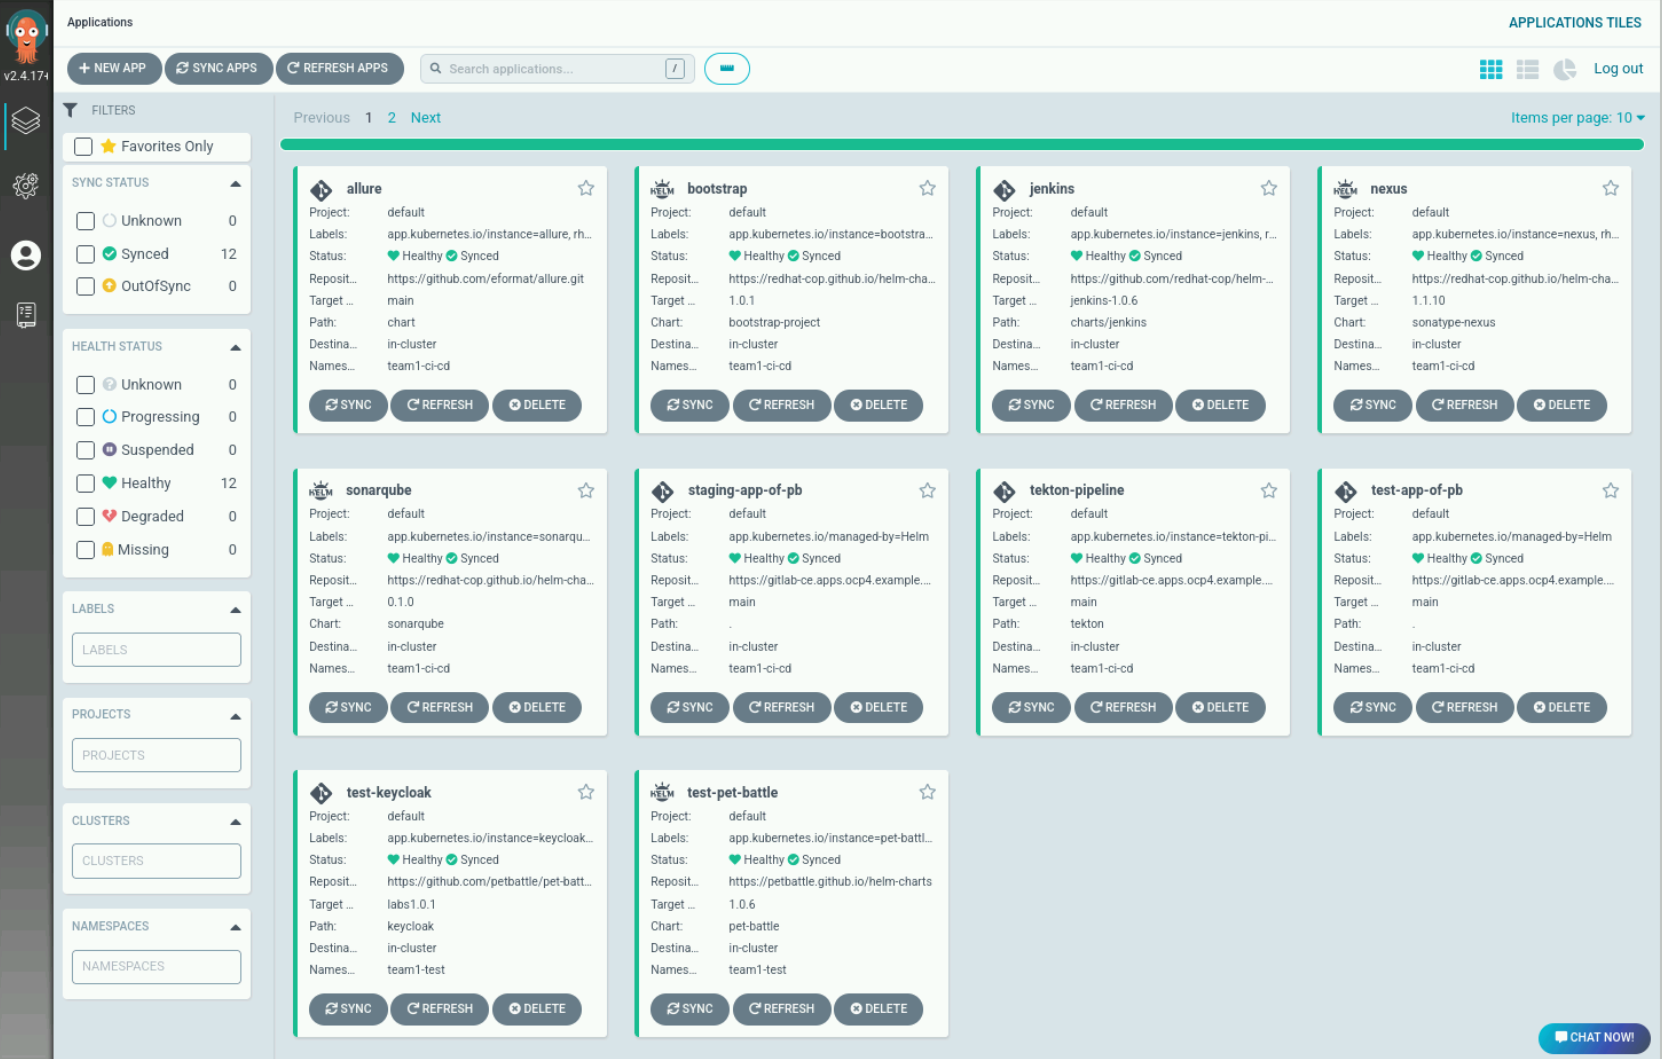 Applications
APPLICATIONS TILES
v2.4.17+
NEW APP SYNC APPS REFRESH APPS Search applications... / Log out
FILTERS
Favorites Only
SYNC STATUS
Unknown 0
Synced 12
OutOfSync 0
HEALTH STATUS
Unknown 0
Progressing 0
Suspended 0
Healthy 12
Degraded 0
Missing 0
LABELS
LABELS
PROJECTS
PROJECTS
CLUSTERS
CLUSTERS
NAMESPACES
NAMESPACES
Previous 1 2 Next
Items per page: 10
allure
Project: default
Labels: app.kubernetes.io/instance=allure, rh...
Status: Healthy Synced
Reposit... https://github.com/eformat/allure.git
Target ... main
Path: chart
Destina... in-cluster
Names... team1-ci-cd
SYNC REFRESH DELETE
HELM bootstrap
Project: default
Labels: app.kubernetes.io/instance=bootstra...
Status: Healthy Synced
Reposit... https://redhat-cop.github.io/helm-cha...
Target ... 1.0.1
Chart: bootstrap-project
Destina... in-cluster
Names... team1-ci-cd
SYNC REFRESH DELETE
jenkins
Project: default
Labels: app.kubernetes.io/instance=jenkins, r...
Status: Healthy Synced
Reposit... https://github.com/redhat-cop/helm-...
Target ... jenkins-1.0.6
Path: charts/jenkins
Destina... in-cluster
Names... team1-ci-cd
SYNC REFRESH DELETE
HELM nexus
Project: default
Labels: app.kubernetes.io/instance=nexus, rh...
Status: Healthy Synced
Reposit... https://redhat-cop.github.io/helm-cha...
Target ... 1.1.10
Chart: sonatype-nexus
Destina... in-cluster
Names... team1-ci-cd
SYNC REFRESH DELETE
HELM sonarqube
Project: default
Labels: app.kubernetes.io/instance=sonarqu...
Status: Healthy Synced
Reposit... https://redhat-cop.github.io/helm-cha...
Target ... 0.1.0
Chart: sonarqube
Destina... in-cluster
Names... team1-ci-cd
SYNC REFRESH DELETE
staging-app-of-pb
Project: default
Labels: app.kubernetes.io/managed-by=Helm
Status: Healthy Synced
Reposit... https://gitlab-ce.apps.ocp4.example....
Target ... main
Path: .
Destina... in-cluster
Names... team1-ci-cd
SYNC REFRESH DELETE
tekton-pipeline
Project: default
Labels: app.kubernetes.io/instance=tekton-pi...
Status: Healthy Synced
Reposit... https://gitlab-ce.apps.ocp4.example....
Target ... main
Path: tekton
Destina... in-cluster
Names... team1-ci-cd
SYNC REFRESH DELETE
test-app-of-pb
Project: default
Labels: app.kubernetes.io/managed-by=Helm
Status: Healthy Synced
Reposit... https://gitlab-ce.apps.ocp4.example....
Target ... main
Path: .
Destina... in-cluster
Names... team1-ci-cd
SYNC REFRESH DELETE
test-keycloak
Project: default
Labels: app.kubernetes.io/instance=keycloak...
Status: Healthy Synced
Reposit... https://github.com/petbattle/pet-batt...
Target ... labs1.0.1
Path: keycloak
Destina... in-cluster
Names... team1-test
SYNC REFRESH DELETE
HELM test-pet-battle
Project: default
Labels: app.kubernetes.io/instance=pet-battl...
Status: Healthy Synced
Reposit... https://petbattle.github.io/helm-charts
Target ... 1.0.6
Chart: pet-battle
Destina... in-cluster
Names... team1-test
SYNC REFRESH DELETE
CHAT NOW!